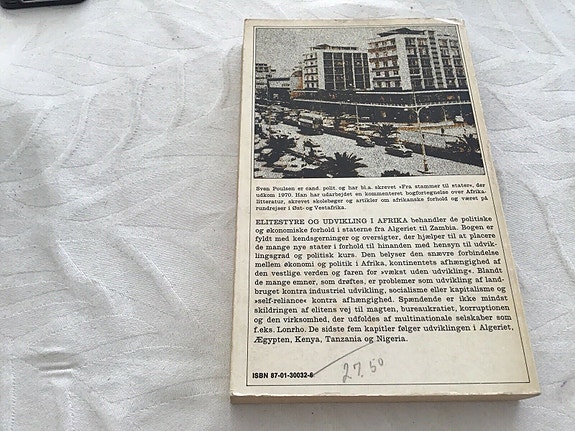 Sven Poulsen er cand. polit og har bl.a. skrevet »Fra stammer til stater«, der
udkom 1970. Han har udarbejdet en kommenteret bogfortegnelse over Afrika-
litteratur, skrevet skolebøger og artikler om afrikanske forhold og været på
rundrejser i Øst- og Vestafrika.
ELITESTYRE OG UDVIKLING I AFRIKA behandler de politiske
og økonomiske forhold i staterne fra Algeriet til Zambia. Bogen er
fyldt med kendsgerninger og oversigter, der hjælper til at placere
de mange nye stater i forhold til hinanden med hensyn til udvik-
lingsgrad og politisk kurs. Den belyser den snævre forbindelse
mellem økonomi og politik i Afrika, kontinentets afhængighed af
den vestlige verden og faren for »vækst uden udvikling«. Blandt
de mange emner, som drøftes, er problemer som udvikling af land-
bruget kontra industriel udvikling, socialisme eller kapitalisme og
»self-reliance« kontra afhængighed. Spændende er ikke mindst
skildringen af elitens vej til magten, bureaukratiet, korruptionen
og den virksomhed, der udfoldes af multinationale selskaber som
f.eks. Lonrho. De sidste fem kapitler følger udviklingen i Algeriet,
Ægypten, Kenya, Tanzania og Nigeria.
ISBN 87-01-30032-6
27.50